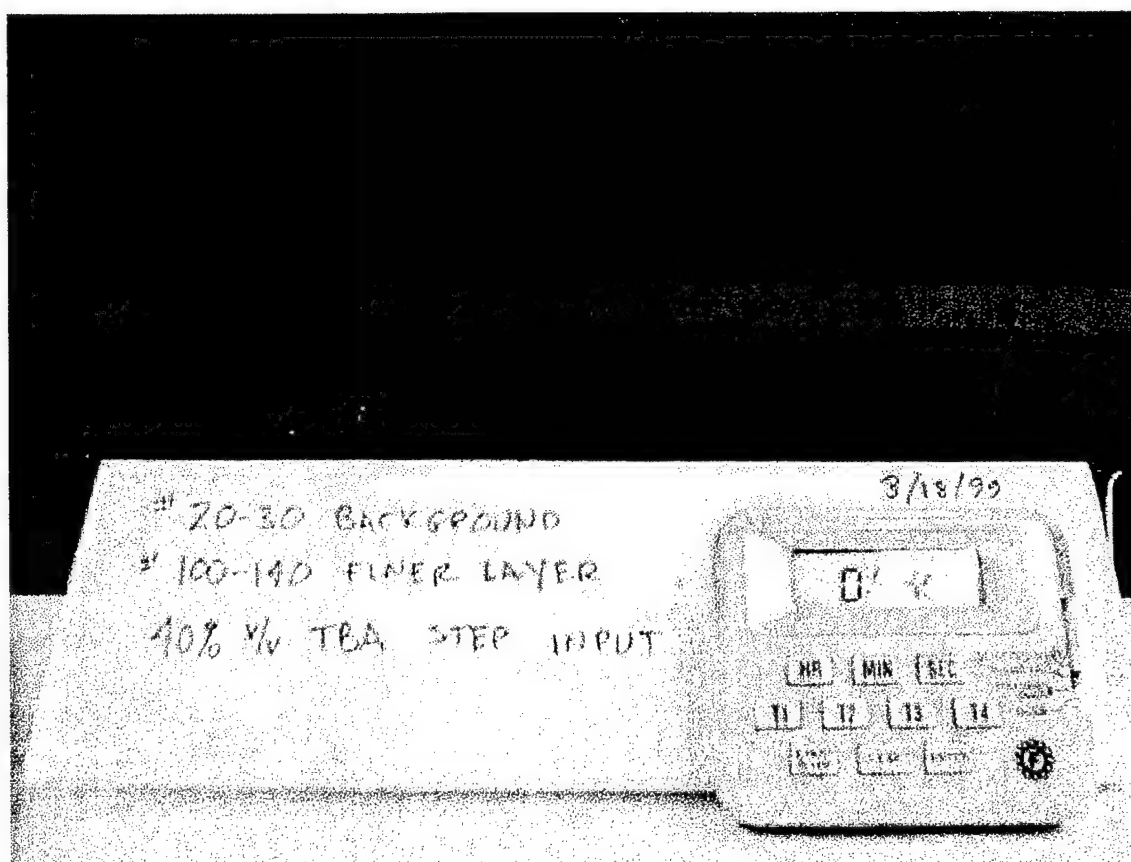 3/18/99
# 20-30 BACKGROUND
# 100-140 FINER LAYER
40% V/V TBA STEP INPUT
HR MIN SEC
T1 T2 T3 T4